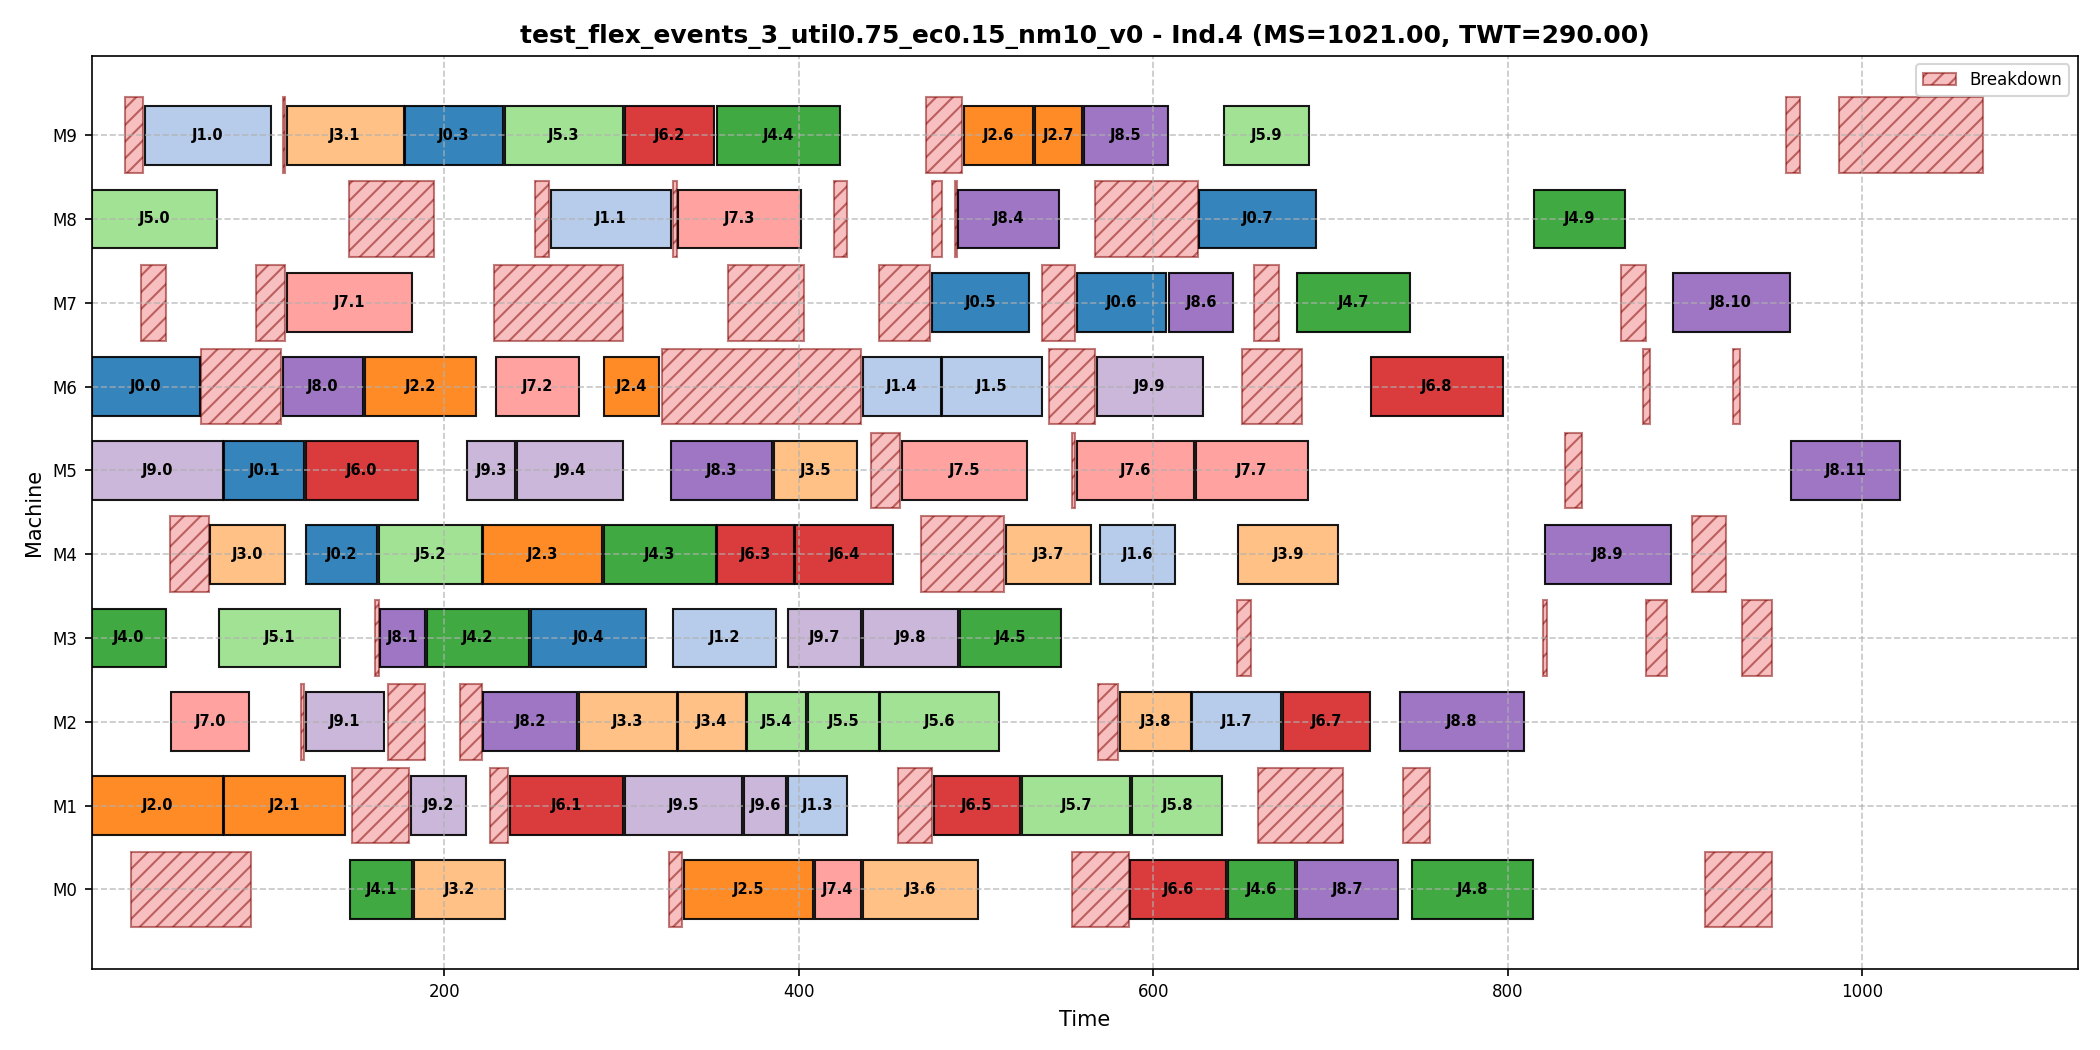 test_flex_events_3_util0.75_ec0.15_nm10_v0 - Ind.4 (MS=1021.00, TWT=290.00)
Breakdown
M9 J1.0 J3.1 J0.3 J5.3 J6.2 J4.4 J2.6 J2.7 J8.5 J5.9
M8 J5.0 J1.1 J7.3 J8.4 J0.7 J4.9
M7 J7.1 J0.5 J0.6 J8.6 J4.7 J8.10
M6 J0.0 J8.0 J2.2 J7.2 J2.4 J1.4 J1.5 J9.9 J6.8
M5 J9.0 J0.1 J6.0 J9.3 J9.4 J8.3 J3.5 J7.5 J7.6 J7.7 J8.11
M4 J3.0 J0.2 J5.2 J2.3 J4.3 J6.3 J6.4 J3.7 J1.6 J3.9 J8.9
M3 J4.0 J5.1 J8.1 J4.2 J0.4 J1.2 J9.7 J9.8 J4.5
M2 J7.0 J9.1 J8.2 J3.3 J3.4 J5.4 J5.5 J5.6 J3.8 J1.7 J6.7 J8.8
M1 J2.0 J2.1 J9.2 J6.1 J9.5 J9.6 J1.3 J6.5 J5.7 J5.8
M0 J4.1 J3.2 J2.5 J7.4 J3.6 J6.6 J4.6 J8.7 J4.8
Machine
200 400 600 800 1000
Time